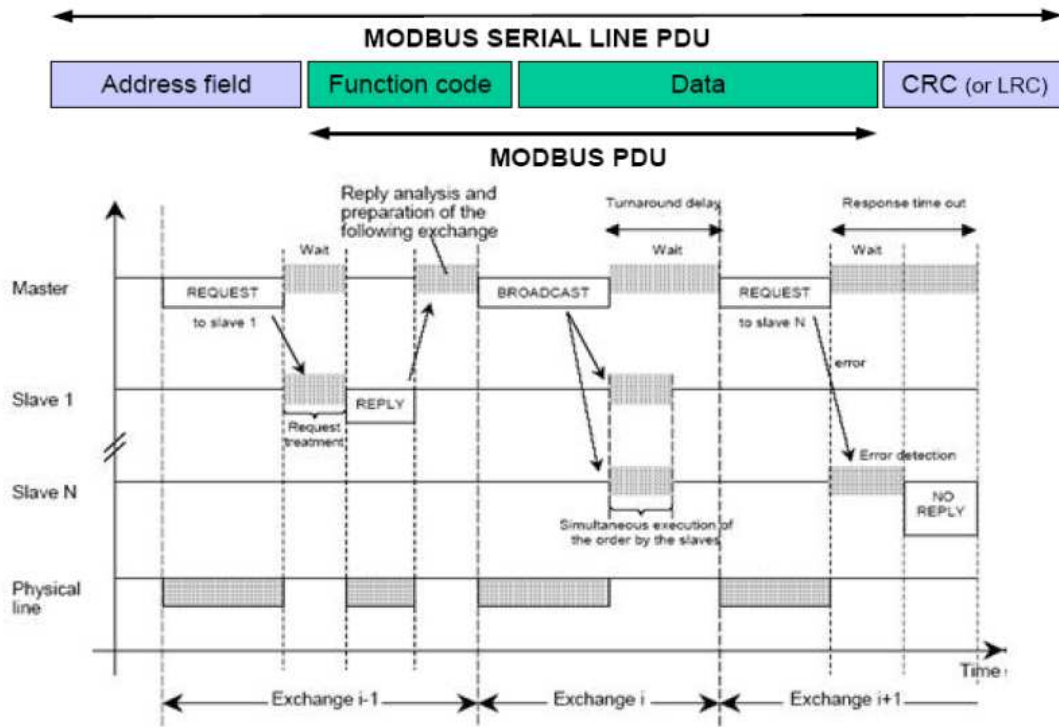 MODBUS SERIAL LINE PDU
Address field
Function code
Data
CRC (or LRC)
MODBUS PDU
Reply analysis and
preparation of the
following exchange
Turnaround delay
Response time out
Wait
Wait
Wait
Master
REQUEST
BROADCAST
REQUEST
to slave 1
to slave N
error
Slave 1
REPLY
Request
treatment
Error detection
Slave N
NO
REPLY
Simultaneous execution of
the order by the slaves
Physical
line
Time
Exchange i-1
Exchange i
Exchange i+1